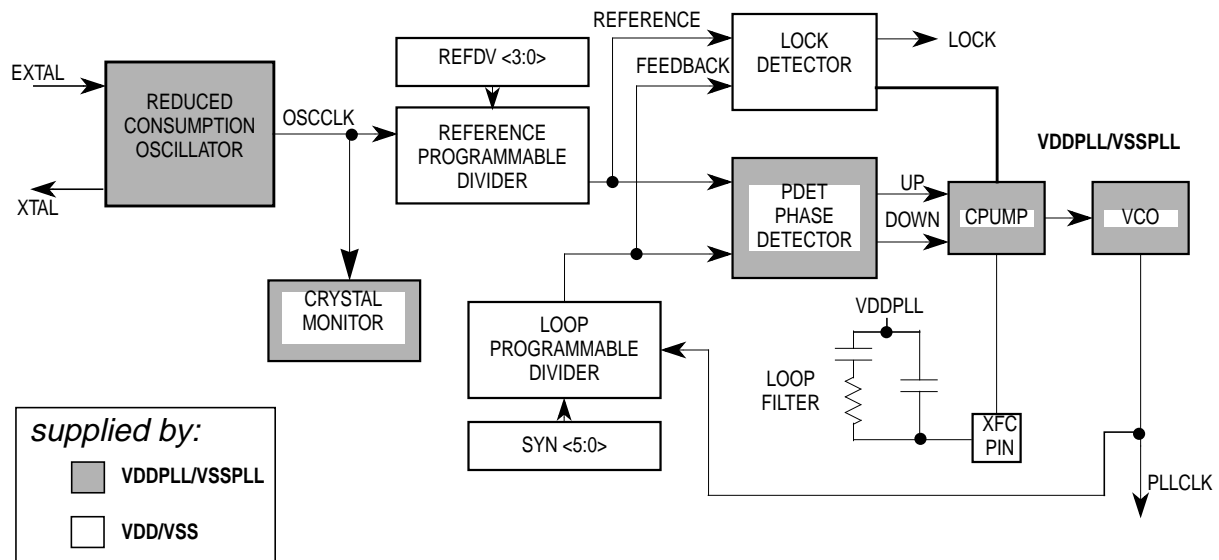 REFERENCE
REFDV <3:0>
LOCK
DETECTOR
LOCK
EXTAL
FEEDBACK
REDUCED
CONSUMPTION
OSCILLATOR
OSCCLK
REFERENCE
PROGRAMMABLE
DIVIDER
VDDPLL/VSSPLL
XTAL
PDET
PHASE
DETECTOR
UP
DOWN
CPUMP
VCO
CRYSTAL
MONITOR
LOOP
PROGRAMMABLE
DIVIDER
VDDPLL
LOOP
FILTER
supplied by:
SYN <5:0>
XFC
PIN
VDDPLL/VSSPLL
PLLCLK
VDD/VSS